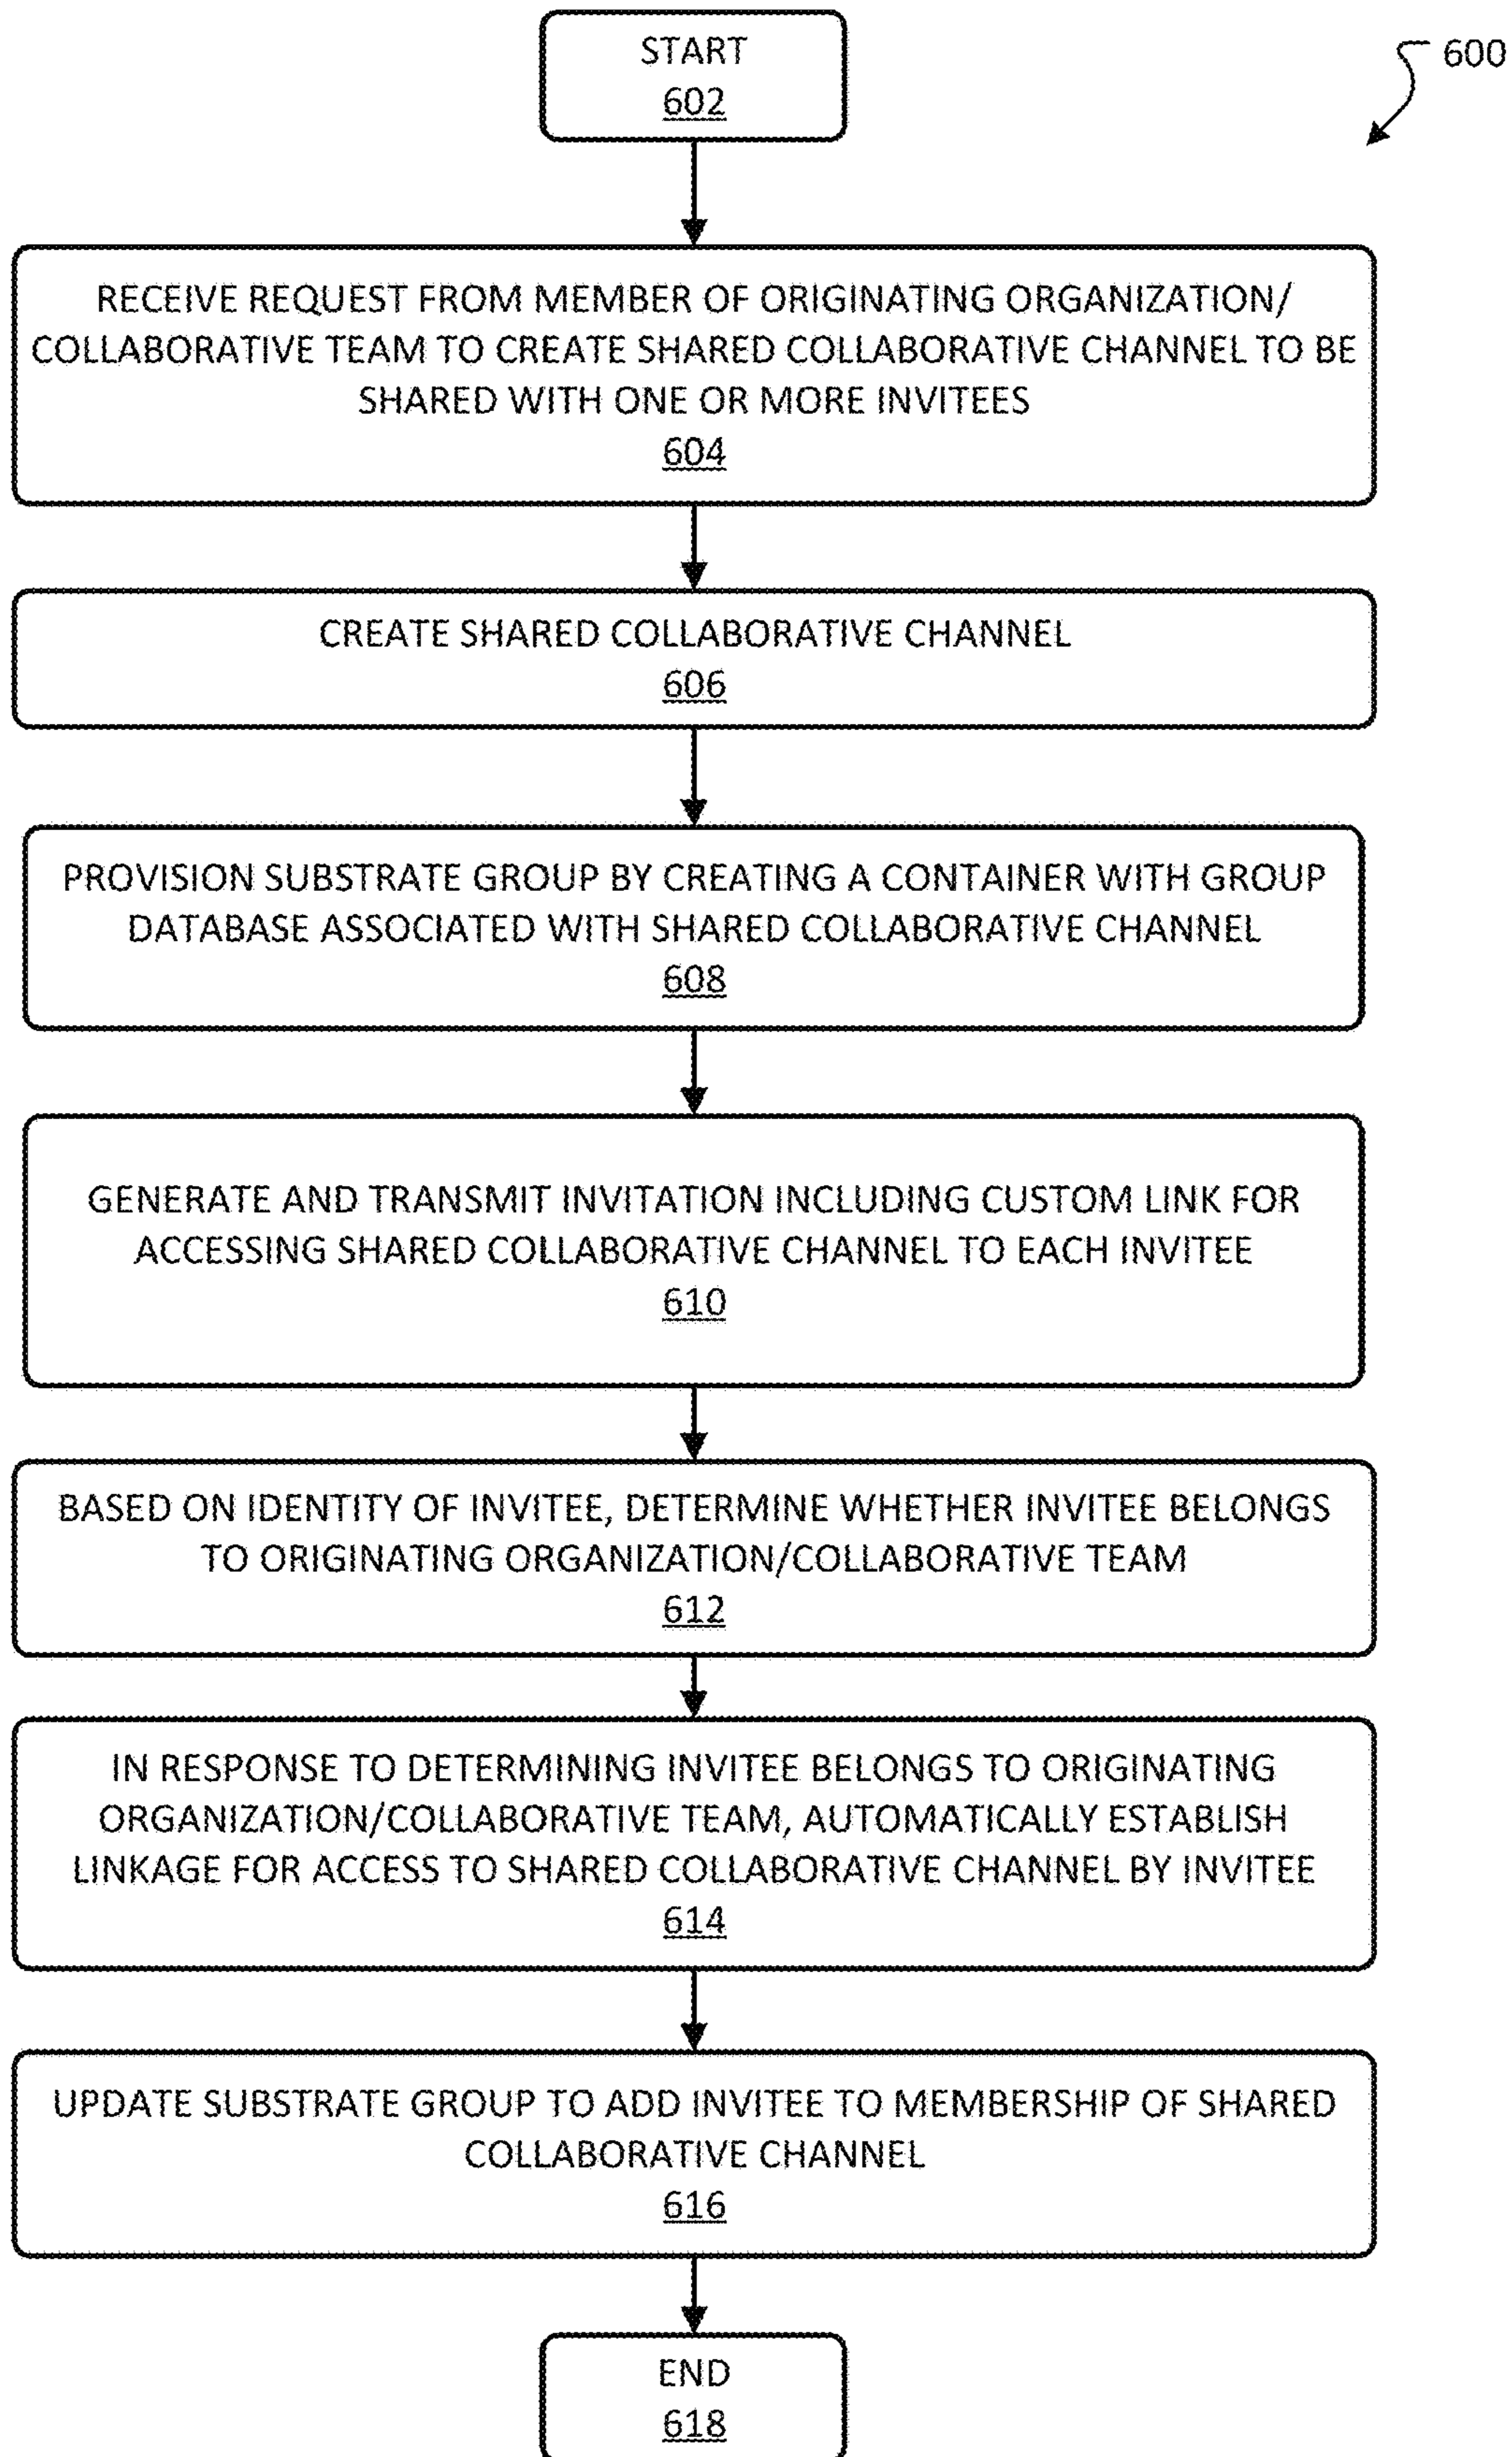 START
602
600
RECEIVE REQUEST FROM MEMBER OF ORIGINATING ORGANIZATION/
COLLABORATIVE TEAM TO CREATE SHARED COLLABORATIVE CHANNEL TO BE
SHARED WITH ONE OR MORE INVITEES
604
CREATE SHARED COLLABORATIVE CHANNEL
606
PROVISION SUBSTRATE GROUP BY CREATING A CONTAINER WITH GROUP
DATABASE ASSOCIATED WITH SHARED COLLABORATIVE CHANNEL
608
GENERATE AND TRANSMIT INVITATION INCLUDING CUSTOM LINK FOR
ACCESSING SHARED COLLABORATIVE CHANNEL TO EACH INVITEE
610
BASED ON IDENTITY OF INVITEE, DETERMINE WHETHER INVITEE BELONGS
TO ORIGINATING ORGANIZATION/COLLABORATIVE TEAM
612
IN RESPONSE TO DETERMINING INVITEE BELONGS TO ORIGINATING
ORGANIZATION/COLLABORATIVE TEAM, AUTOMATICALLY ESTABLISH
LINKAGE FOR ACCESS TO SHARED COLLABORATIVE CHANNEL BY INVITEE
614
UPDATE SUBSTRATE GROUP TO ADD INVITEE TO MEMBERSHIP OF SHARED
COLLABORATIVE CHANNEL
616
END
618